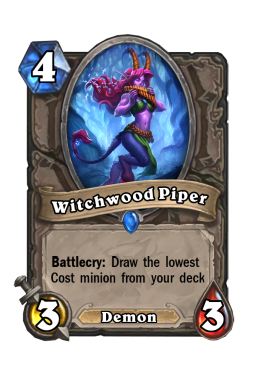 4
Witchwood Piper
Battlecry: Draw the lowest
Cost minion from your deck
3
Demon
3